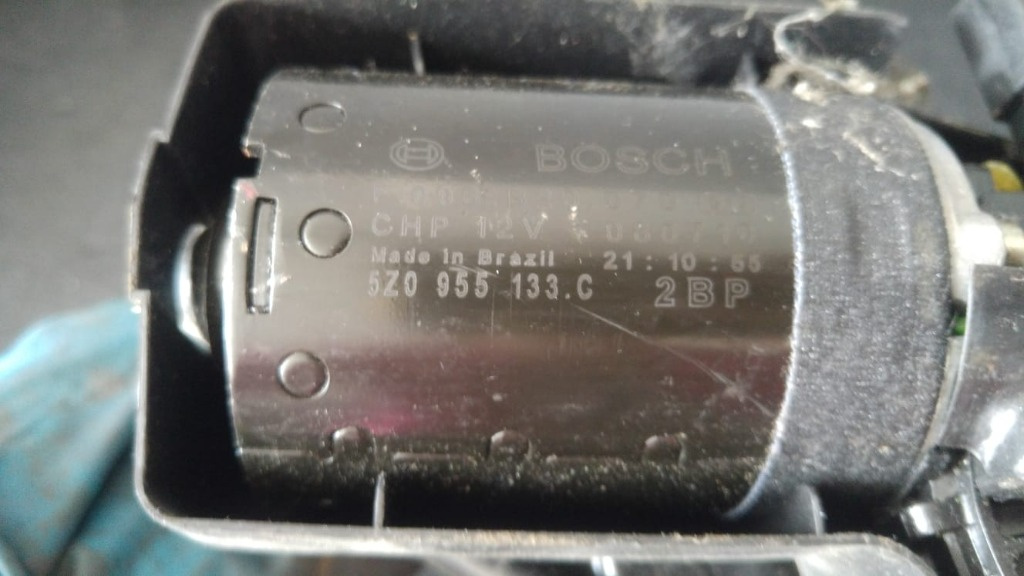 BOSCH
CHP 12V
Made in Brazil 21:10:55
5Z0 955 133.C 2BP